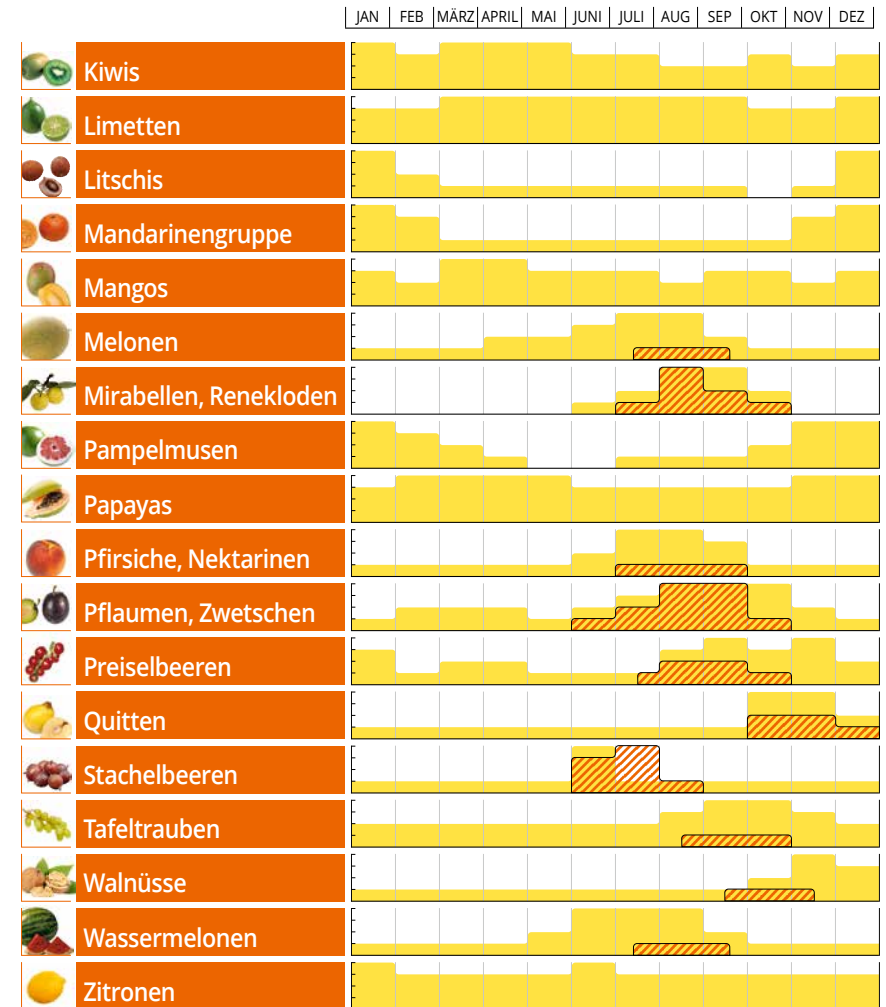 JAN FEB MÄRZ APRIL MAI JUNI JULI AUG SEP OKT NOV DEZ
Kiwis
Limetten
Litschis
Mandarinengruppe
Mangos
Melonen
Mirabellen, Renekloden
Pampelmusen
Papayas
Pfirsiche, Nektarinen
Pflaumen, Zwetschen
Preiselbeeren
Quitten
Stachelbeeren
Tafeltrauben
Walnüsse
Wassermelonen
Zitronen